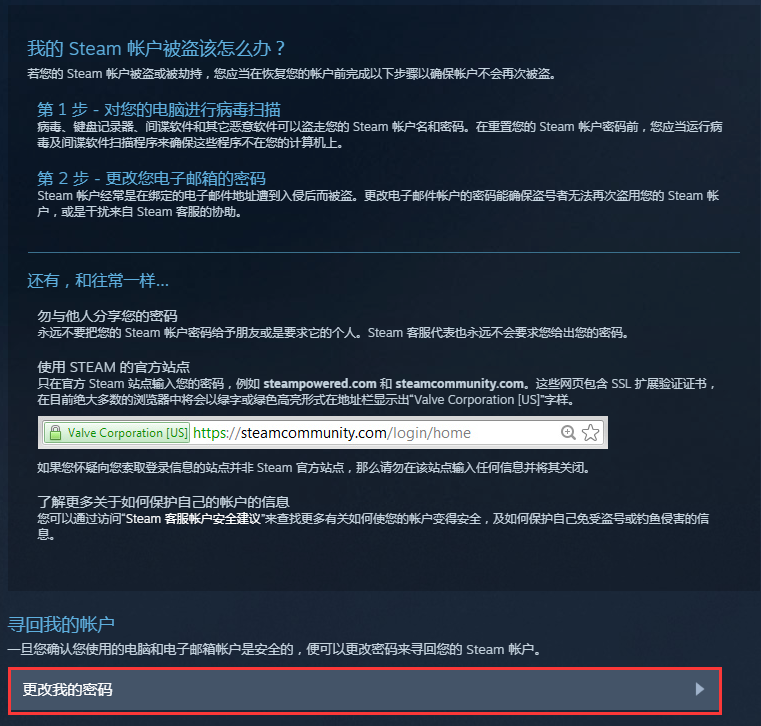 我的 Steam 帐户被盗该怎么办？
若您的 Steam 帐户被盗或被劫持，您应当在恢复您的帐户前完成以下步骤以确保帐户不会再次被盗。
第 1 步 - 对您的电脑进行病毒扫描
病毒、键盘记录器、间谍软件和其它恶意软件可以盗走您的 Steam 帐户名和密码。在重置您的 Steam 帐户密码前，您应当运行病
毒及间谍软件扫描程序来确保这些程序不在您的计算机上。
第 2 步 - 更改您电子邮箱的密码
Steam 帐户经常是在绑定的电子邮件地址遭到入侵后而被盗。更改电子邮件帐户的密码能确保盗号者无法再次盗用您的 Steam 帐
户，或是干扰来自 Steam 客服的协助。
还有，和往常一样...
勿与他人分享您的密码
永远不要把您的 Steam 帐户密码给予朋友或是要求它的个人。Steam 客服代表也永远不会要求您给出您的密码。
使用 STEAM 的官方站点
只在官方 Steam 站点输入您的密码，例如 steampowered.com 和 steamcommunity.com。这些网页包含 SSL 扩展验证证书，
在目前绝大多数的浏览器中将会以绿字或绿色高亮形式在地址栏显示出"Valve Corporation [US]"字样。
Valve Corporation [US] https://steamcommunity.com/login/home
如果您怀疑向您索取登录信息的站点并非 Steam 官方站点，那么请勿在该站点输入任何信息并将其关闭。
了解更多关于如何保护自己的帐户的信息
您可以通过访问"Steam 客服帐户安全建议"来查找更多有关如何使您的帐户变得安全，及如何保护自己免受盗号或钓鱼侵害的信
息。
寻回我的帐户
一旦您确认您使用的电脑和电子邮箱帐户是安全的，便可以更改密码来寻回您的 Steam 帐户。
更改我的密码